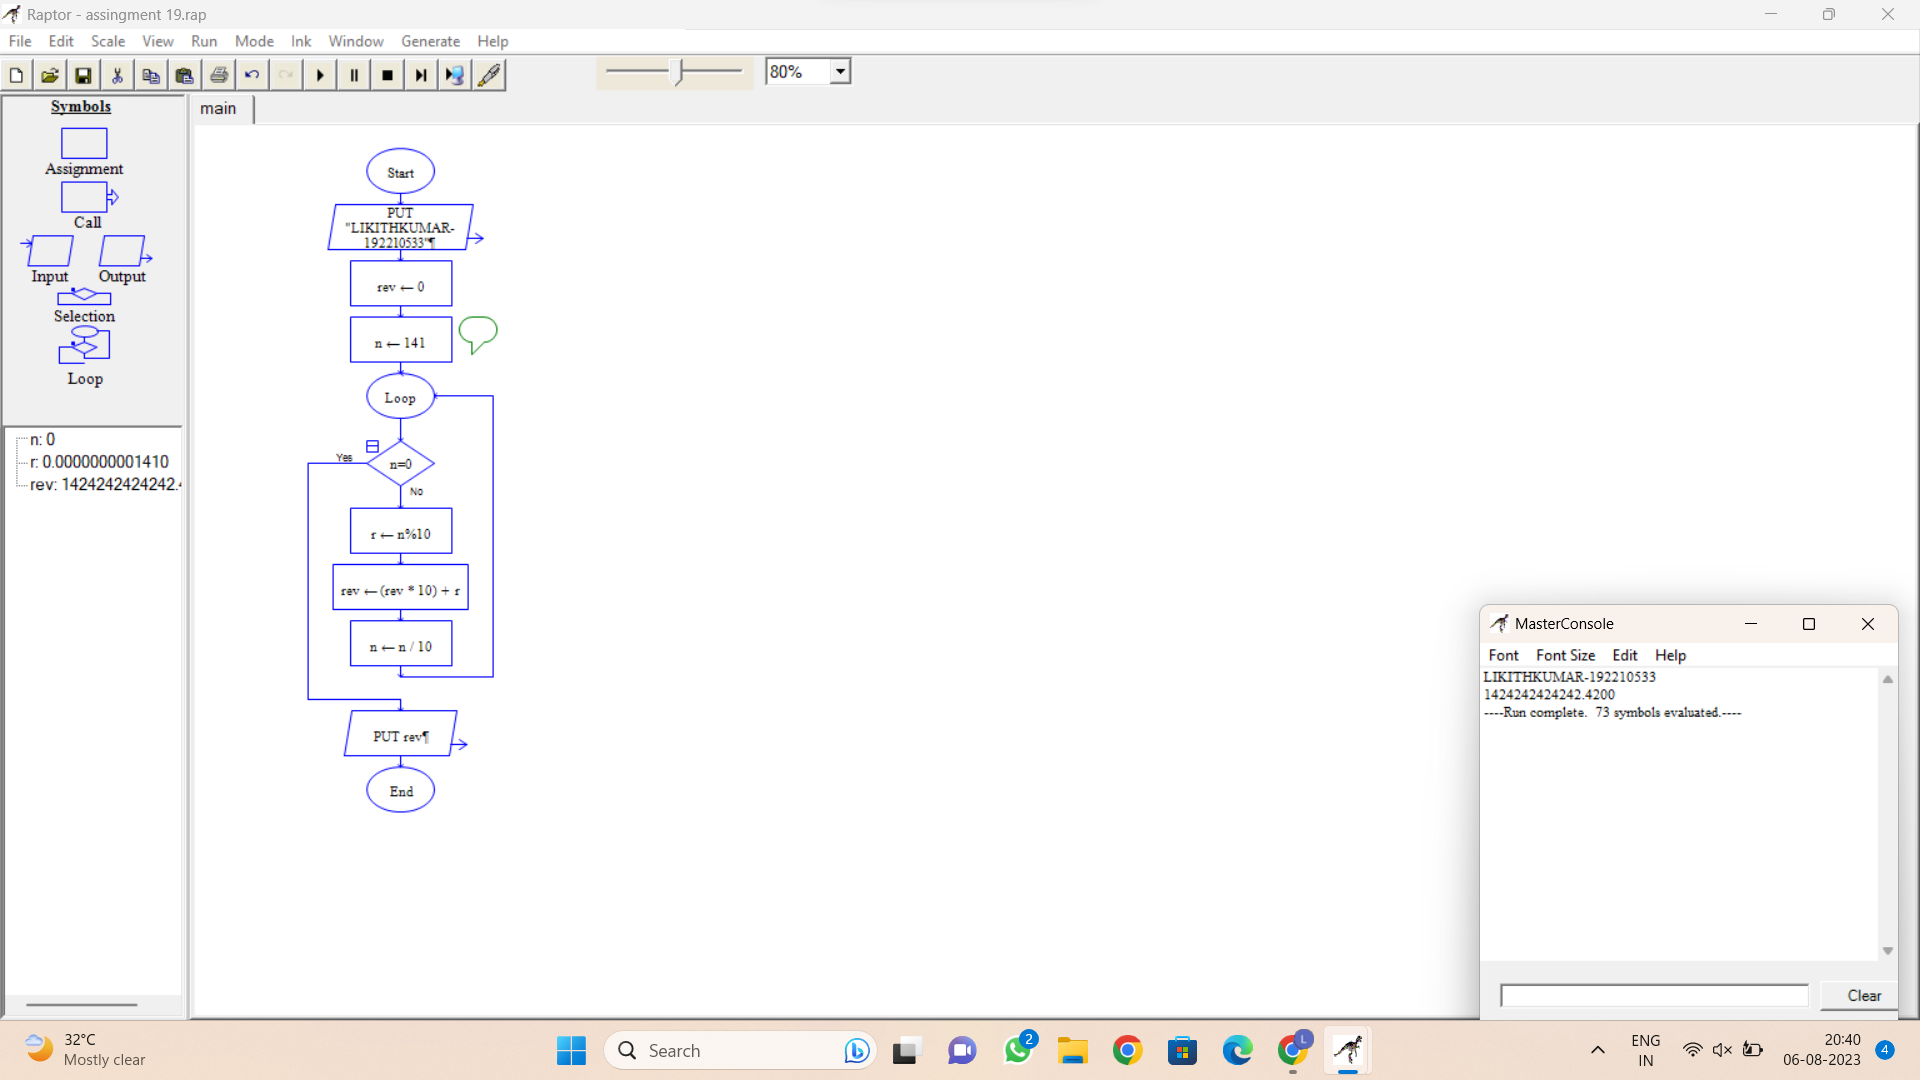 Raptor - assingment 19.rap
File Edit Scale View Run Mode Ink Window Generate Help
80%
Symbols
main
Assignment
Call
Input Output
Selection
Loop
n: 0
r: 0.0000000001410
rev: 1424242424242.4
Start
PUT
"LIKITHKUMAR-
192210533"¶
rev ← 0
n ← 141
Loop
Yes
n=0
No
r ← n%10
rev ← (rev * 10) + r
n ← n / 10
PUT rev¶
End
MasterConsole
Font Font Size Edit Help
LIKITHKUMAR-192210533
1424242424242.4200
----Run complete. 73 symbols evaluated.----
Clear
32°C
Mostly clear
Search
2
L
ENG
IN
20:40
06-08-2023
4